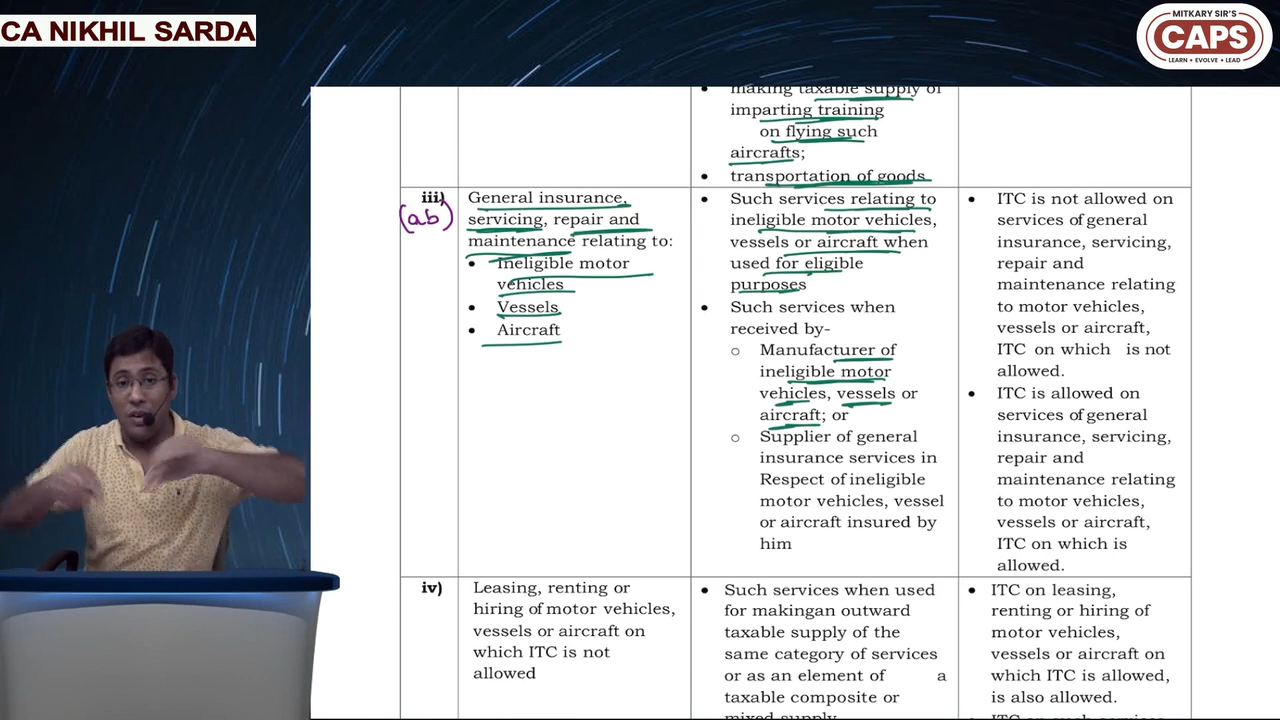 CA NIKHIL SARDA
MITKARY SIR'S
CAPS
LEARN • EVOLVE • LEAD
• making taxable supply of
imparting training
on flying such
aircrafts;
• transportation of goods
iii)
(ab)
General insurance,
servicing, repair and
maintenance relating to:
• Ineligible motor
vehicles
• Vessels
• Aircraft
• Such services relating to
ineligible motor vehicles,
vessels or aircraft when
used for eligible
purposes
• Such services when
received by-
o Manufacturer of
ineligible motor
vehicles, vessels or
aircraft; or
o Supplier of general
insurance services in
Respect of ineligible
motor vehicles, vessel
or aircraft insured by
him
• ITC is not allowed on
services of general
insurance, servicing,
repair and
maintenance relating
to motor vehicles,
vessels or aircraft,
ITC on which is not
allowed.
• ITC is allowed on
services of general
insurance, servicing,
repair and
maintenance relating
to motor vehicles,
vessels or aircraft,
ITC on which is
allowed.
iv)
Leasing, renting or
hiring of motor vehicles,
vessels or aircraft on
which ITC is not
allowed
• Such services when used
for makingan outward
taxable supply of the
same category of services
or as an element of a
taxable composite or
mixed supply
• ITC on leasing,
renting or hiring of
motor vehicles,
vessels or aircraft on
which ITC is allowed,
is also allowed.